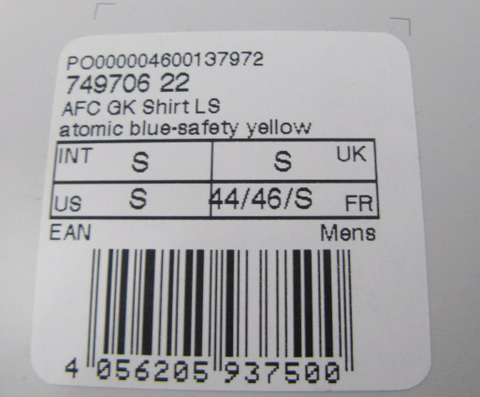 PO000004600137972
749706 22
AFC GK Shirt LS
atomic blue-safety yellow
INT S S UK
US S 44/46/S FR
EAN Mens
4 056205 937500